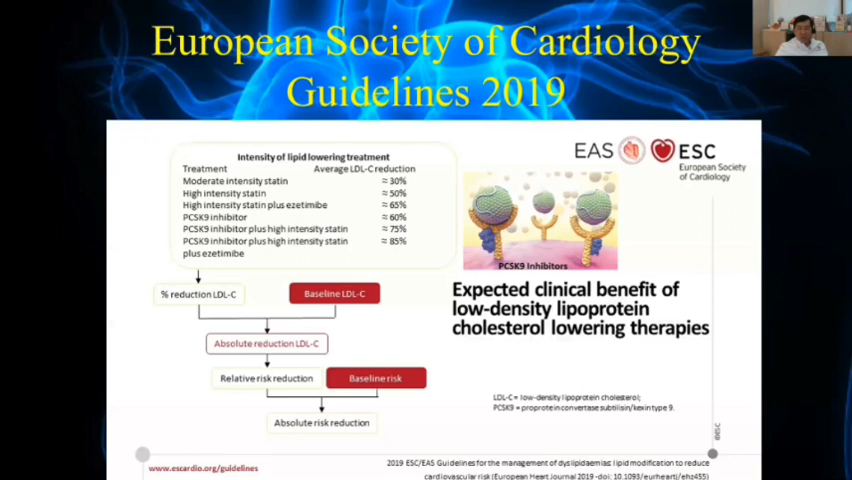 European Society of Cardiology
Guidelines 2019
Intensity of lipid lowering treatment
Treatment Average LDL-C reduction
Moderate intensity statin ≈ 30%
High intensity statin ≈ 50%
High intensity statin plus ezetimibe ≈ 65%
PCSK9 inhibitor ≈ 60%
PCSK9 inhibitor plus high intensity statin ≈ 75%
PCSK9 inhibitor plus high intensity statin ≈ 85%
plus ezetimibe
% reduction LDL-C
Baseline LDL-C
Absolute reduction LDL-C
Relative risk reduction
Baseline risk
Absolute risk reduction
EAS
ESC
European Society
of Cardiology
PCSK9 Inhibitors
Expected clinical benefit of
low-density lipoprotein
cholesterol lowering therapies
LDL-C = low-density lipoprotein cholesterol;
PCSK9 = proprotein convertase subtilisin/kexin type 9.
©ESC
www.escardio.org/guidelines
2019 ESC/EAS Guidelines for the management of dyslipidaemias: lipid modification to reduce
cardiovascular risk (European Heart Journal 2019 -doi: 10.1093/eurheartj/ehz455)